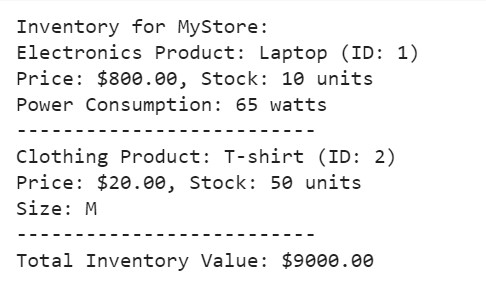 Inventory for MyStore:
Electronics Product: Laptop (ID: 1)
Price: $800.00, Stock: 10 units
Power Consumption: 65 watts
--------------------------
Clothing Product: T-shirt (ID: 2)
Price: $20.00, Stock: 50 units
Size: M
--------------------------
Total Inventory Value: $9000.00